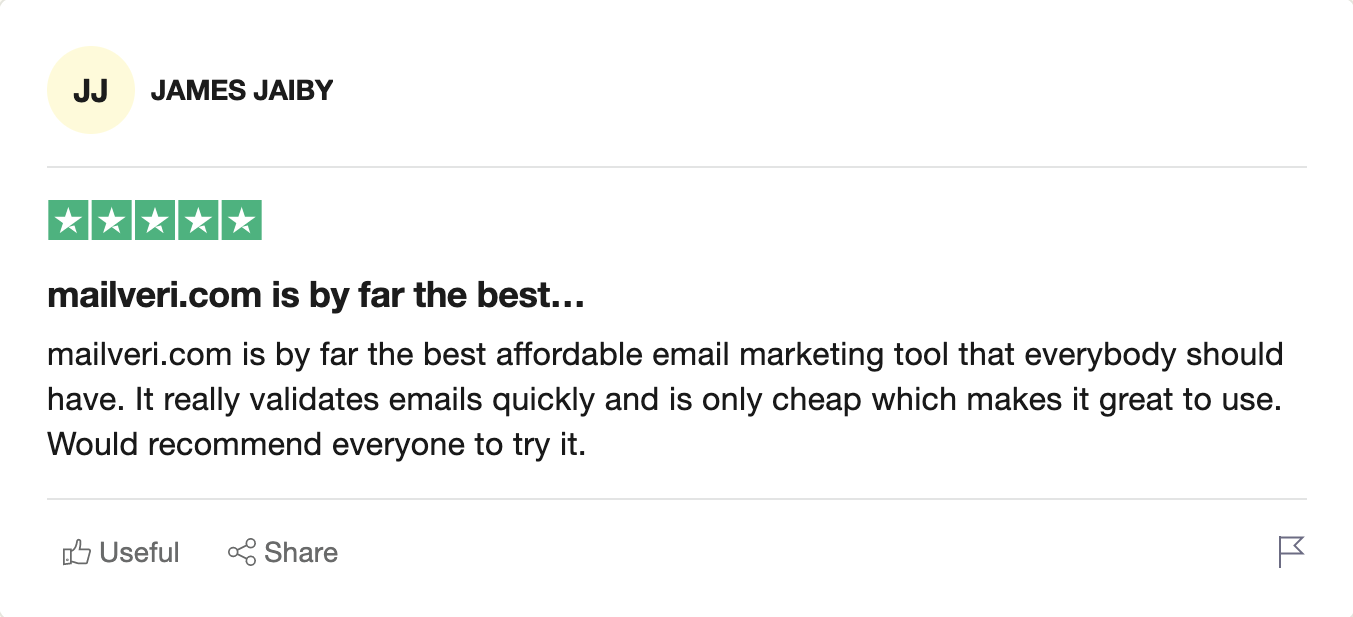 JJ JAMES JAIBY
mailveri.com is by far the best...
mailveri.com is by far the best affordable email marketing tool that everybody should
have. It really validates emails quickly and is only cheap which makes it great to use.
Would recommend everyone to try it.
Useful Share